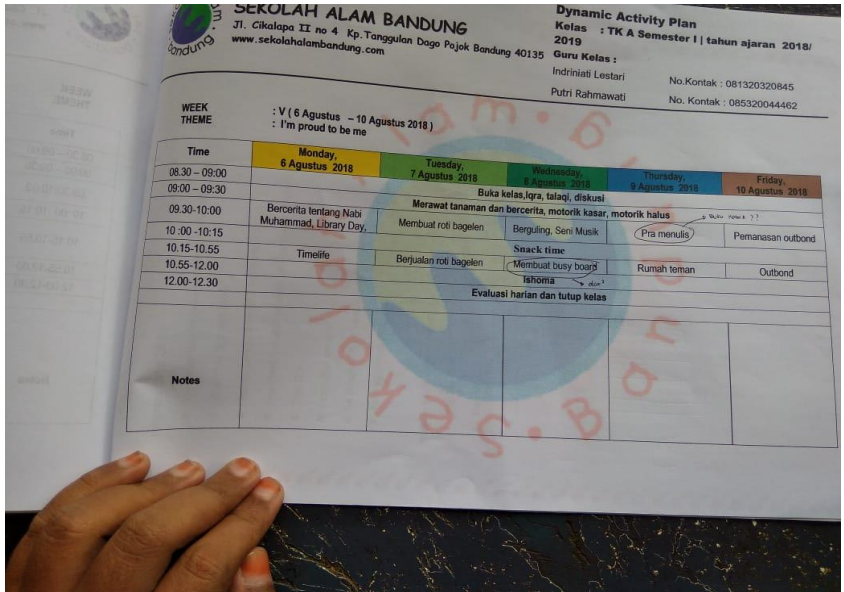 SEKOLAH ALAM BANDUNG
Jl. Cikalapa II no 4 Kp. Tanggulan Dago Pojok Bandung 40135
www.sekolahalambandung.com
Dynamic Activity Plan
Kelas : TK A Semester I | tahun ajaran 2018/
2019
Guru Kelas :
Indriniati Lestari No.Kontak : 081320320845
Putri Rahmawati No. Kontak : 085320044462
WEEK : V ( 6 Agustus – 10 Agustus 2018 )
THEME : I'm proud to be me
Time Monday, 6 Agustus 2018 Tuesday, 7 Agustus 2018 Wednesday, 8 Agustus 2018 Thursday, 9 Agustus 2018 Friday, 10 Agustus 2018
08.30 – 09:00 Buka kelas,iqra, talaqi, diskusi
09:00 – 09:30 Merawat tanaman dan bercerita, motorik kasar, motorik halus
09.30-10:00 Bercerita tentang Nabi Muhammad, Library Day, Membuat roti bagelen Berguling, Seni Musik Pra menulis Pemanasan outbond
10 :00 -10:15 Snack time
10.15-10.55 Timelife Berjualan roti bagelen Membuat busy board Rumah teman Outbond
10.55-12.00 Ishoma
12.00-12.30 Evaluasi harian dan tutup kelas
Notes